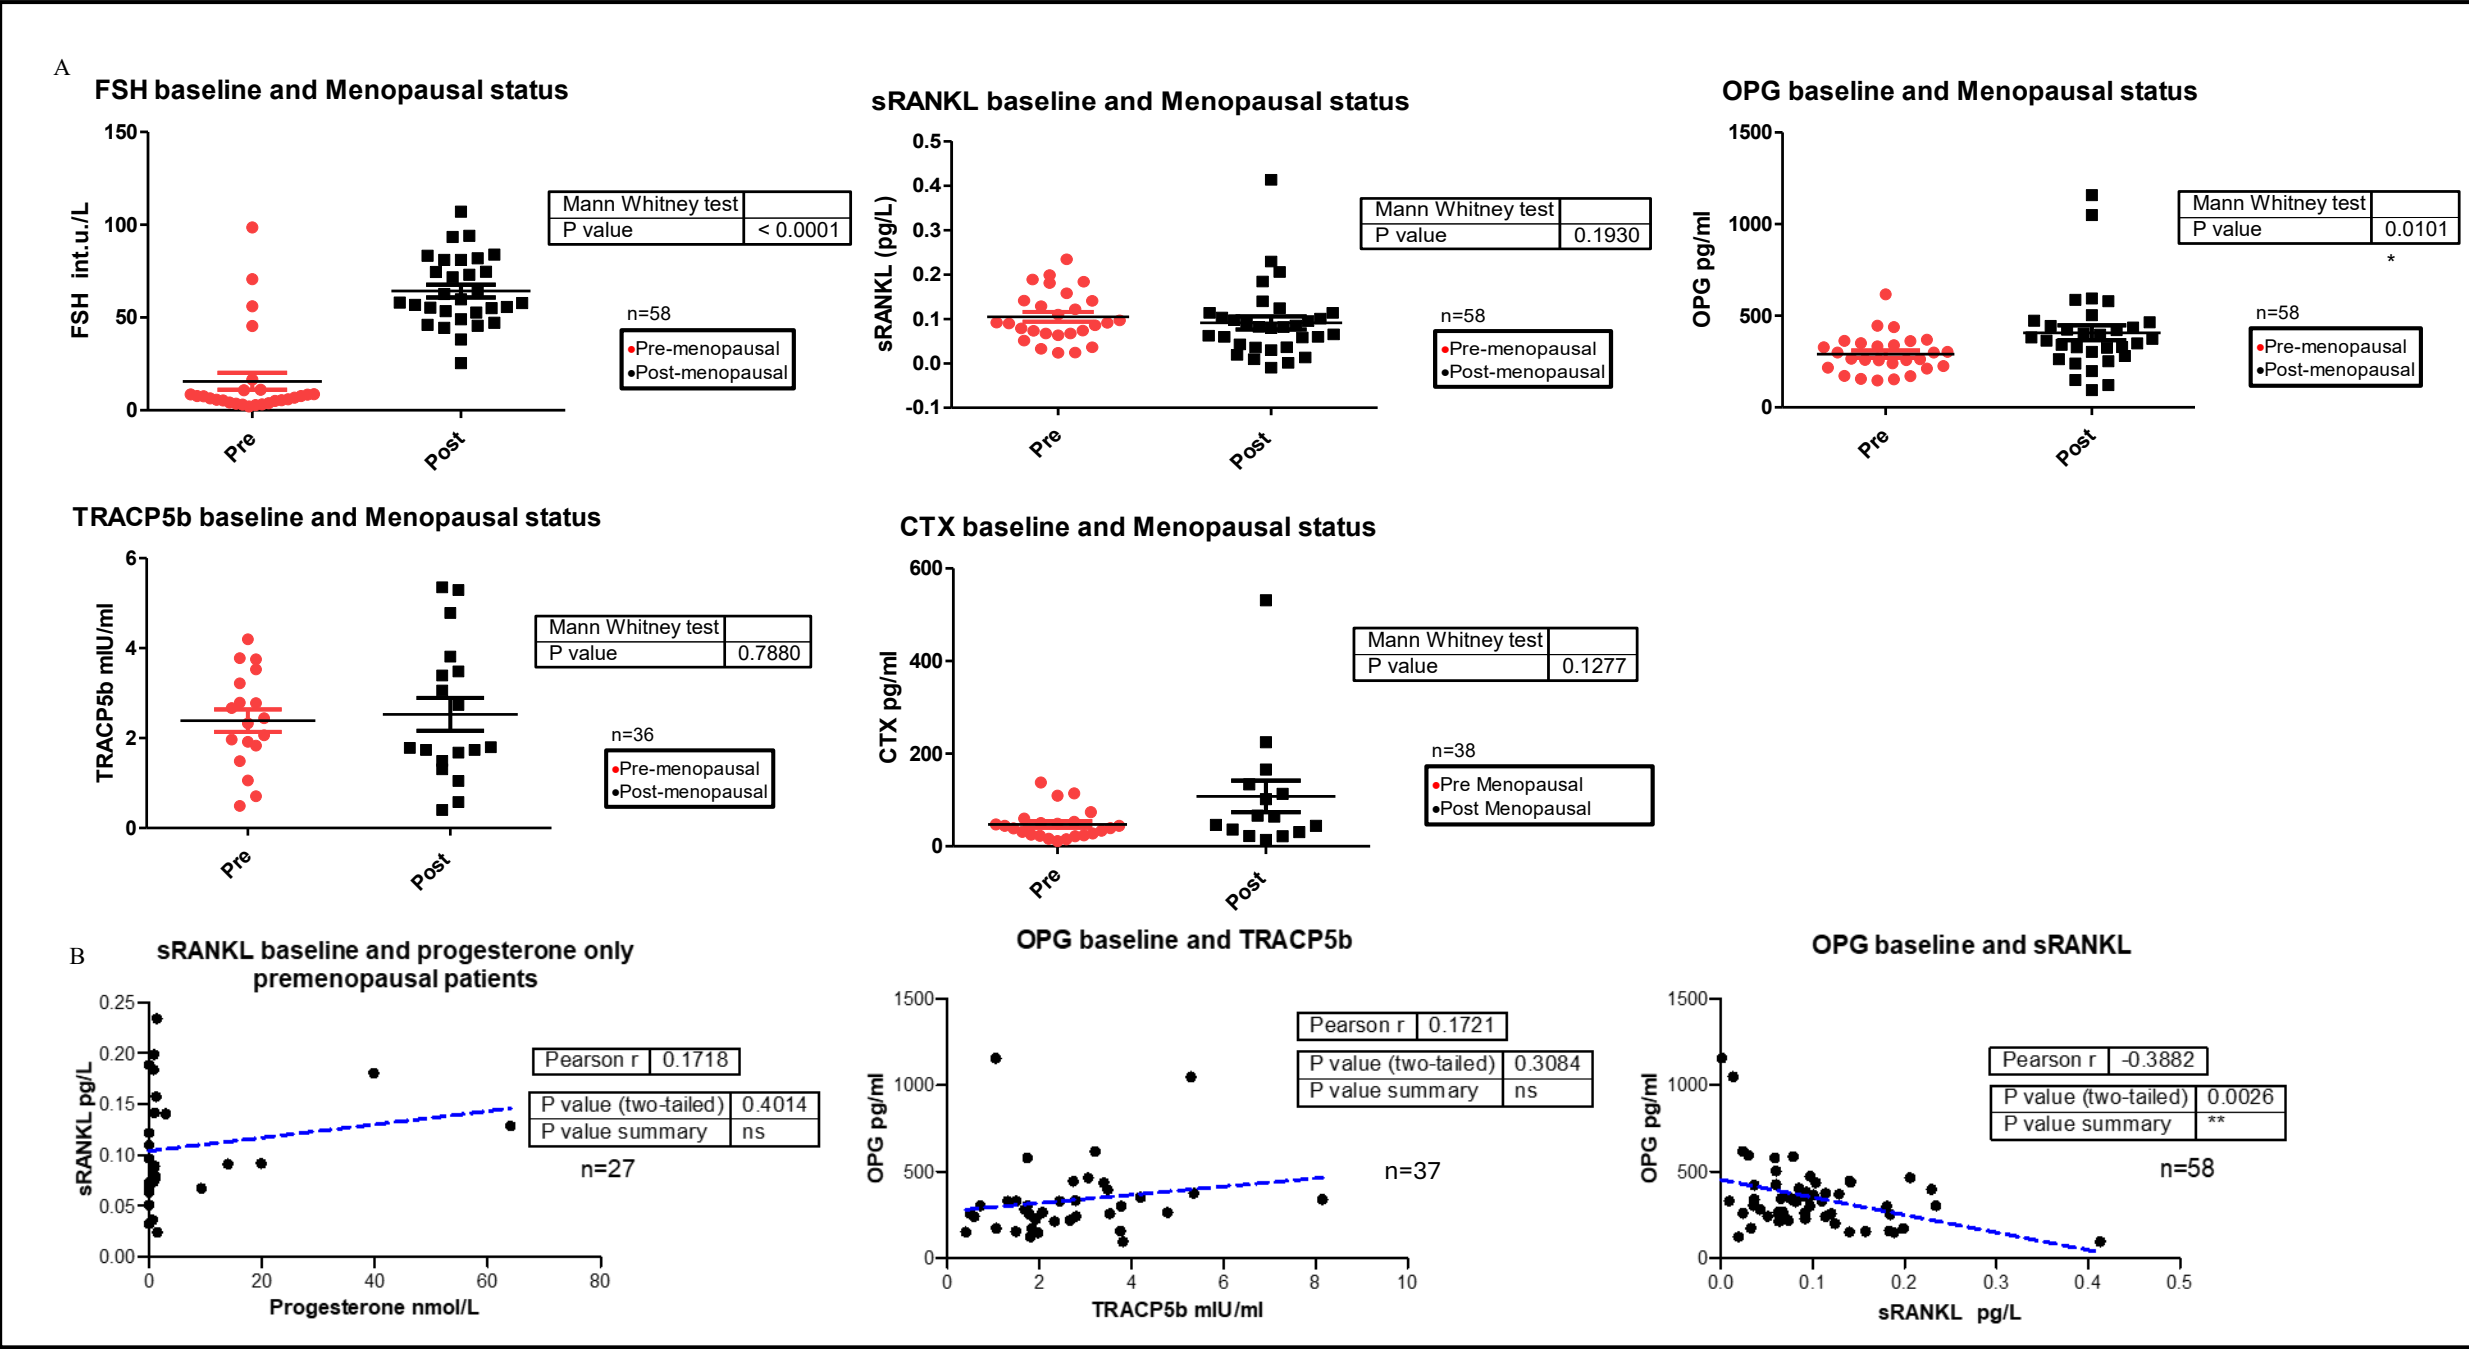 A
FSH baseline and Menopausal status
150
100
50
0
FSH int.u./L
Pre
Post
Mann Whitney test
P value < 0.0001
n=58
Pre-menopausal
Post-menopausal
sRANKL baseline and Menopausal status
0.5
0.4
0.3
0.2
0.1
0.0
-0.1
sRANKL (pg/L)
Pre
Post
Mann Whitney test
P value 0.1930
n=58
Pre-menopausal
Post-menopausal
OPG baseline and Menopausal status
1500
1000
500
0
OPG pg/ml
Pre
Post
Mann Whitney test
P value 0.0101
*
n=58
Pre-menopausal
Post-menopausal
TRACP5b baseline and Menopausal status
6
4
2
0
TRACP5b mIU/ml
Pre
Post
Mann Whitney test
P value 0.7880
n=36
Pre-menopausal
Post-menopausal
CTX baseline and Menopausal status
600
400
200
0
CTX pg/ml
Pre
Post
Mann Whitney test
P value 0.1277
n=38
Pre Menopausal
Post Menopausal
B
sRANKL baseline and progesterone only
premenopausal patients
0.25
0.20
0.15
0.10
0.05
0.00
sRANKL pg/L
0 20 40 60 80
Progesterone nmol/L
Pearson r 0.1718
P value (two-tailed) 0.4014
P value summary ns
n=27
OPG baseline and TRACP5b
1500
1000
500
0
OPG pg/ml
0 2 4 6 8 10
TRACP5b mIU/ml
Pearson r 0.1721
P value (two-tailed) 0.3084
P value summary ns
n=37
OPG baseline and sRANKL
1500
1000
500
0
OPG pg/ml
0.0 0.1 0.2 0.3 0.4 0.5
sRANKL pg/L
Pearson r -0.3882
P value (two-tailed) 0.0026
P value summary **
n=58